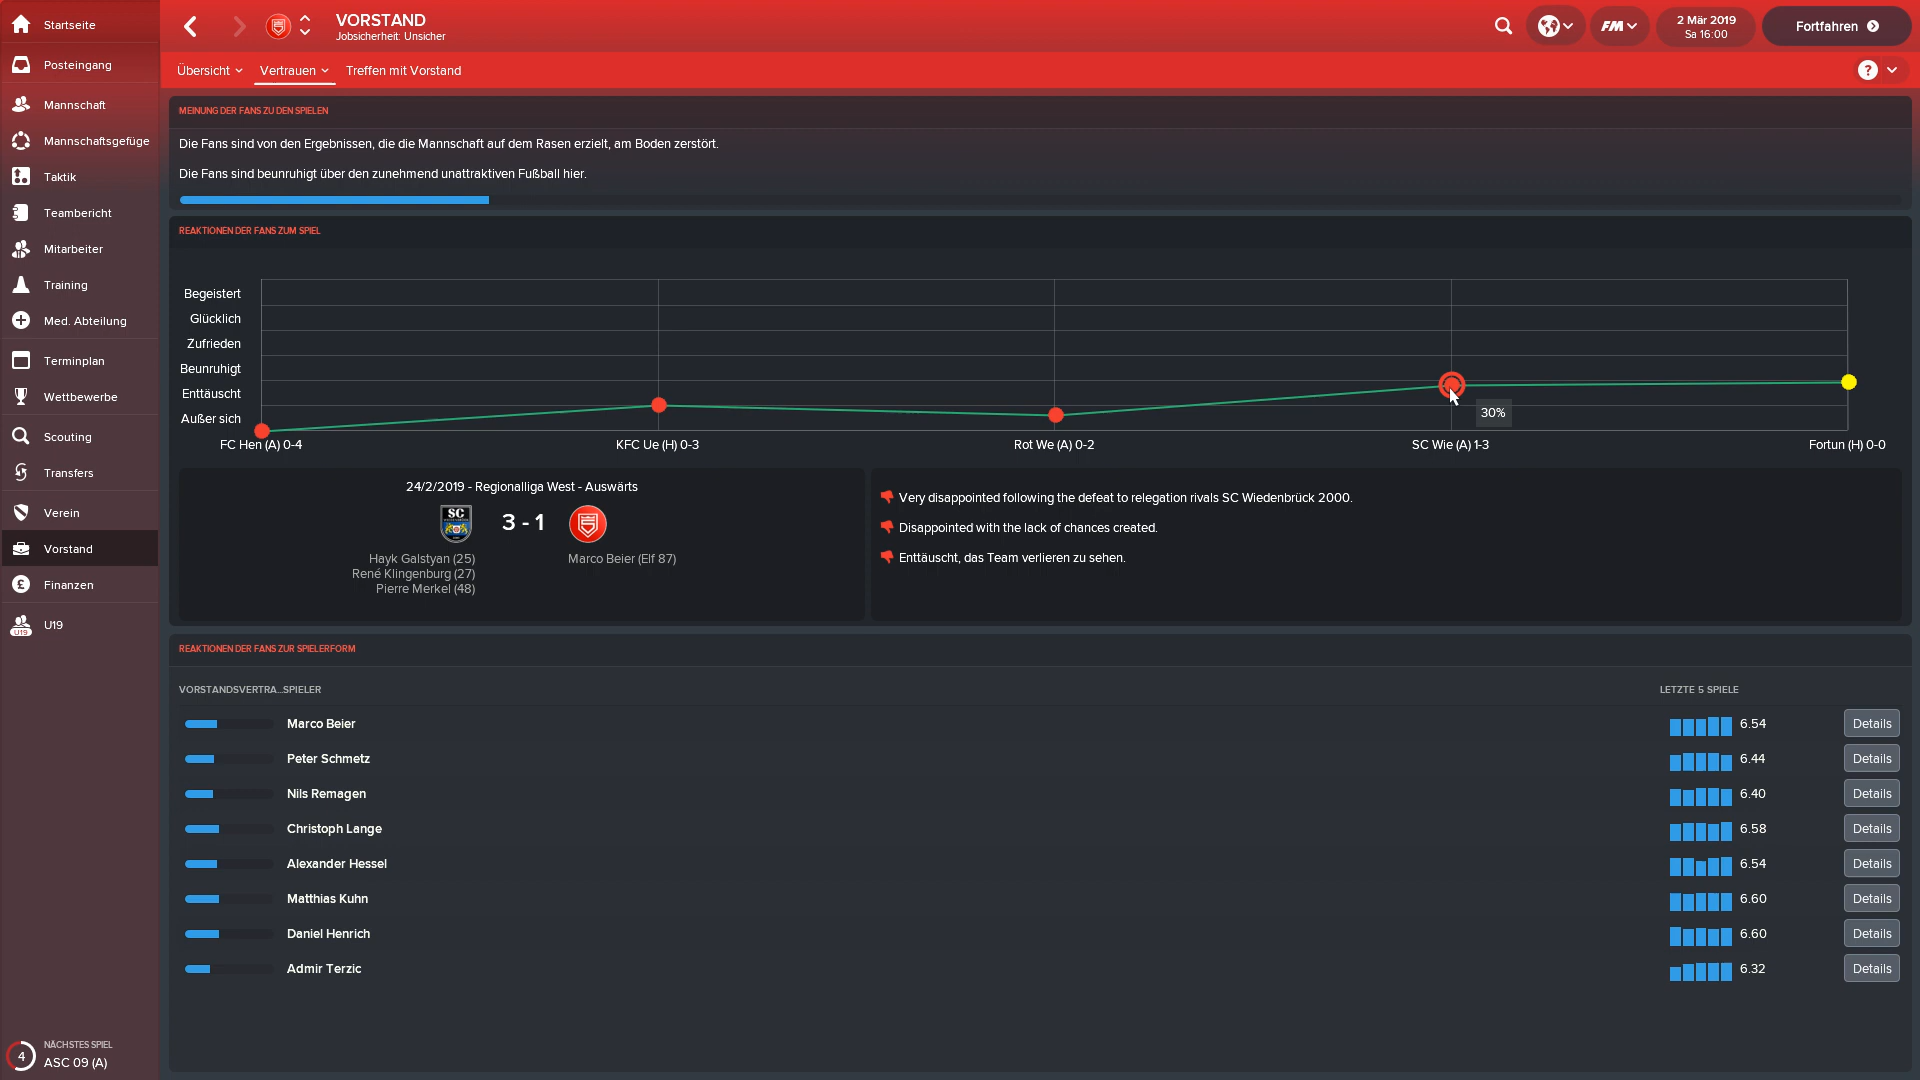 Startseite
Posteingang
Mannschaft
Mannschaftsgefüge
Taktik
Teambericht
Mitarbeiter
Training
Med. Abteilung
Terminplan
Wettbewerbe
Scouting
Transfers
Verein
Vorstand
Finanzen
U19
U19
4
NÄCHSTES SPIEL
ASC 09 (A)
VORSTAND
Jobsicherheit: Unsicher
FM
2 Mär 2019
Sa 16:00
Fortfahren
Übersicht
Vertrauen
Treffen mit Vorstand
?
MEINUNG DER FANS ZU DEN SPIELEN
Die Fans sind von den Ergebnissen, die die Mannschaft auf dem Rasen erzielt, am Boden zerstört.
Die Fans sind beunruhigt über den zunehmend unattraktiven Fußball hier.
REAKTIONEN DER FANS ZUM SPIEL
Begeistert
Glücklich
Zufrieden
Beunruhigt
Enttäuscht
Außer sich
30%
FC Hen (A) 0-4
KFC Ue (H) 0-3
Rot We (A) 0-2
SC Wie (A) 1-3
Fortun (H) 0-0
24/2/2019 - Regionalliga West - Auswärts
SC
3 - 1
Hayk Galstyan (25)
René Klingenburg (27)
Pierre Merkel (48)
Marco Beier (Elf 87)
Very disappointed following the defeat to relegation rivals SC Wiedenbrück 2000.
Disappointed with the lack of chances created.
Enttäuscht, das Team verlieren zu sehen.
REAKTIONEN DER FANS ZUR SPIELERFORM
VORSTANDSVERTRA...SPIELER
LETZTE 5 SPIELE
Marco Beier 6.54 Details
Peter Schmetz 6.44 Details
Nils Remagen 6.40 Details
Christoph Lange 6.58 Details
Alexander Hessel 6.54 Details
Matthias Kuhn 6.60 Details
Daniel Henrich 6.60 Details
Admir Terzic 6.32 Details